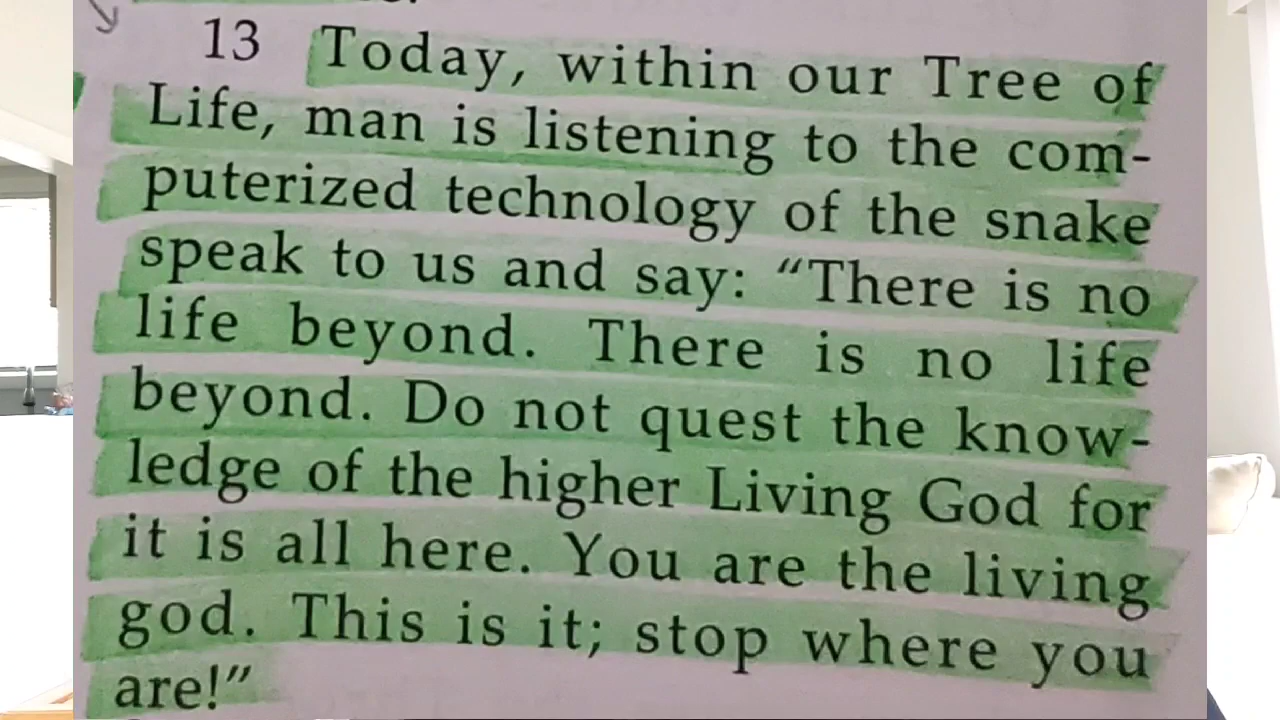 13 Today, within our Tree of
Life, man is listening to the com-
puterized technology of the snake
speak to us and say: “There is no
life beyond. There is no life
beyond. Do not quest the know-
ledge of the higher Living God for
it is all here. You are the living
god. This is it; stop where you
are!”